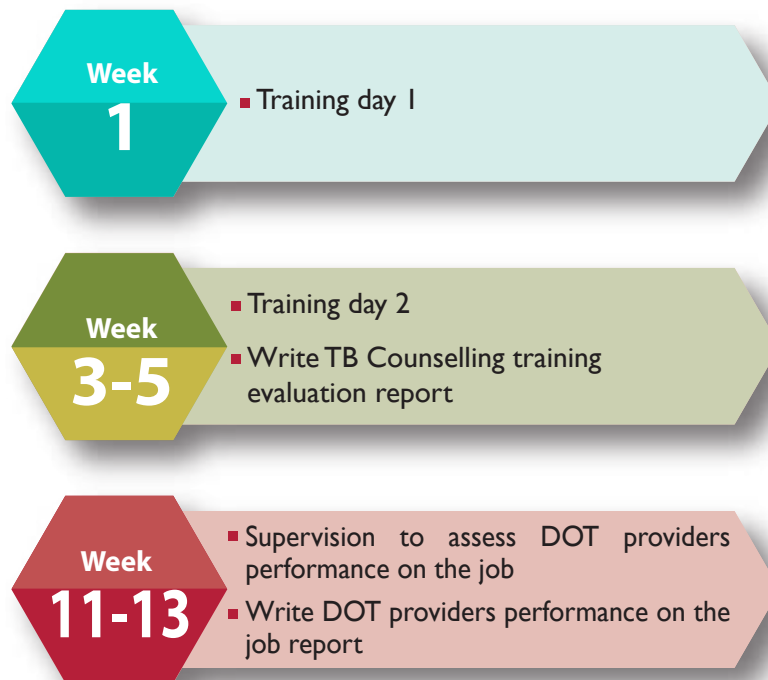 Week
1
Training day 1
Week
3-5
Training day 2
Write TB Counselling training
evaluation report
Week
11-13
Supervision to assess DOT providers
performance on the job
Write DOT providers performance on the
job report